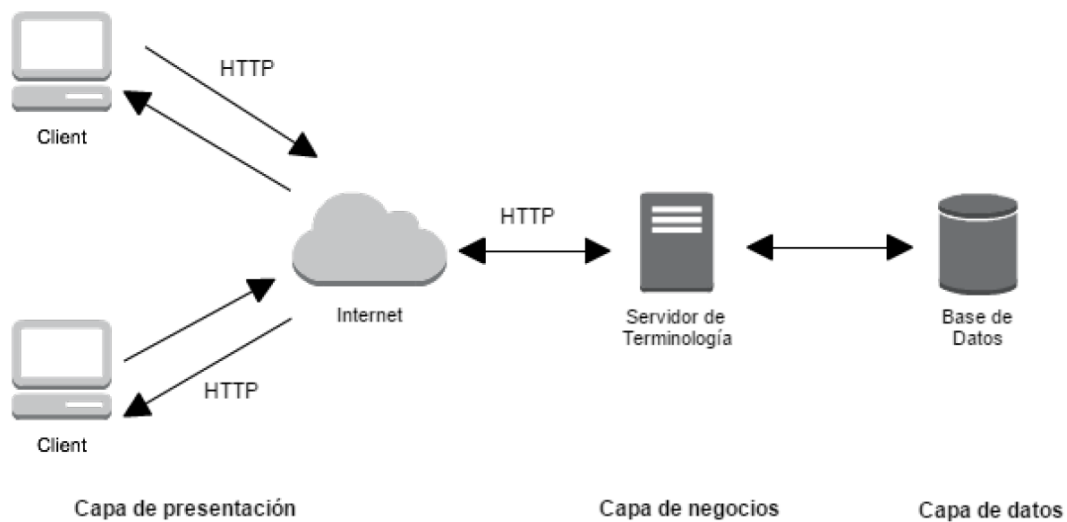 HTTP
Client
HTTP
Internet
Servidor de
Terminología
Base de
Datos
HTTP
Client
Capa de presentación
Capa de negocios
Capa de datos